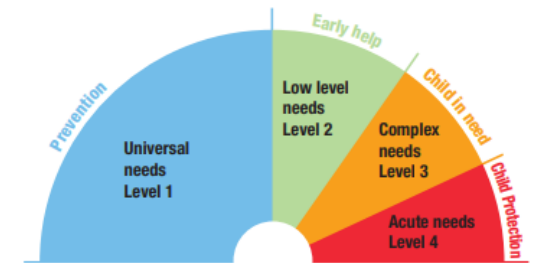 Prevention
Universal
needs
Level 1
Early help
Low level
needs
Level 2
Child in need
Complex
needs
Level 3
Child Protection
Acute needs
Level 4